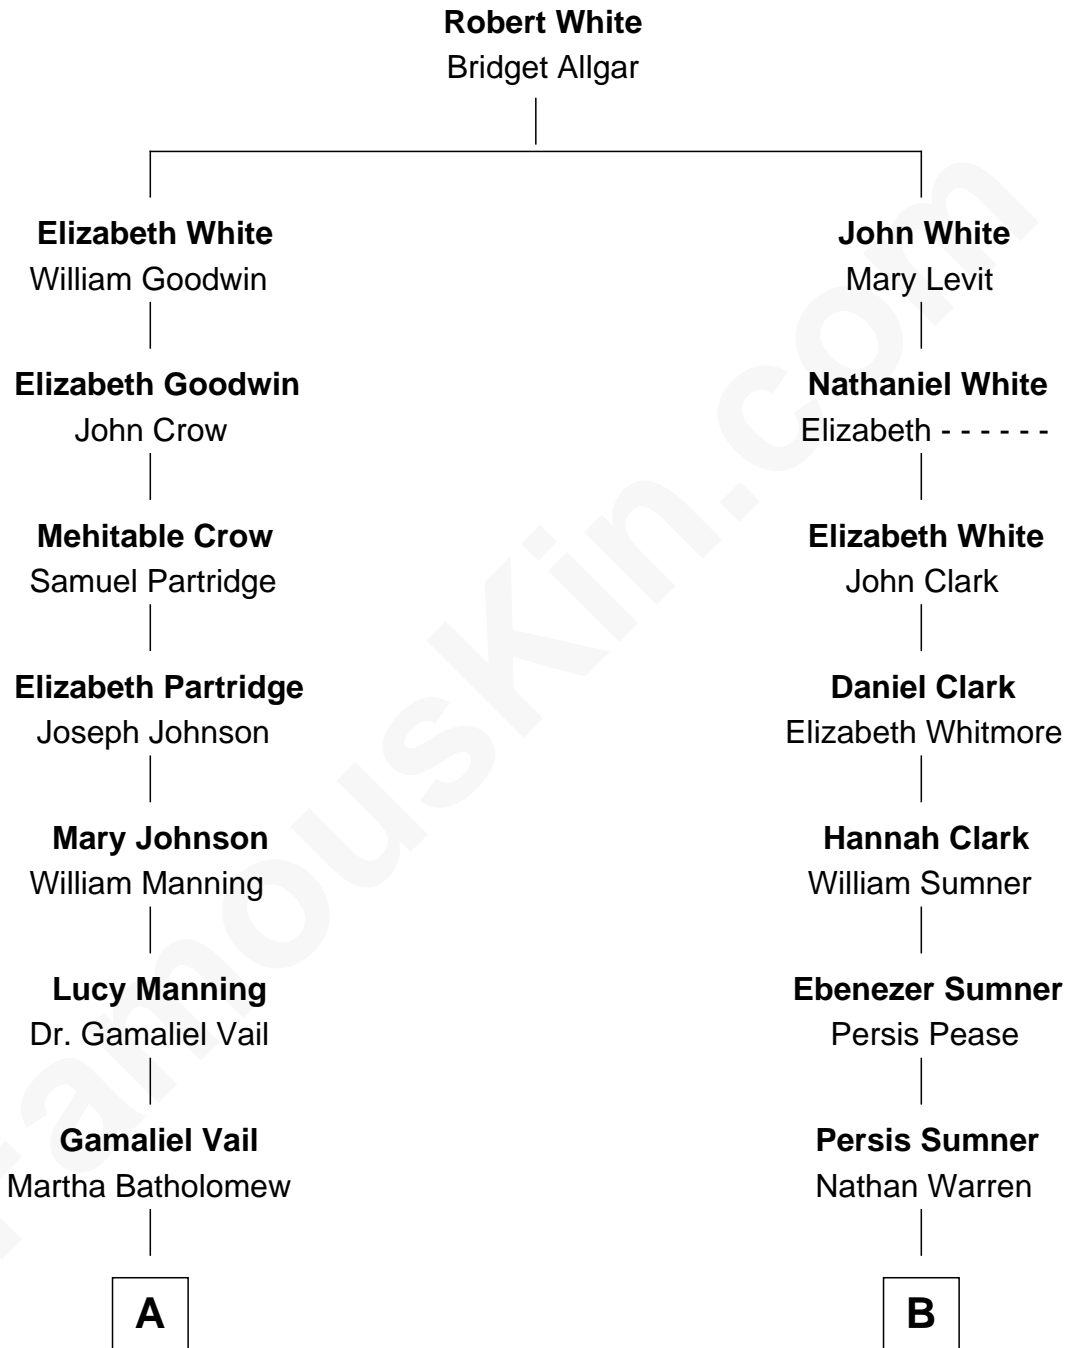 Robert White
Bridget Allgar
Elizabeth White
William Goodwin
John White
Mary Levit
Elizabeth Goodwin
John Crow
Nathaniel White
Elizabeth - - - - - -
Mehitable Crow
Samuel Partridge
Elizabeth White
John Clark
Elizabeth Partridge
Joseph Johnson
Daniel Clark
Elizabeth Whitmore
Mary Johnson
William Manning
Hannah Clark
William Sumner
Lucy Manning
Dr. Gamaliel Vail
Ebenezer Sumner
Persis Pease
Gamaliel Vail
Martha Batholomew
Persis Sumner
Nathan Warren
A
B
FamousKin.com